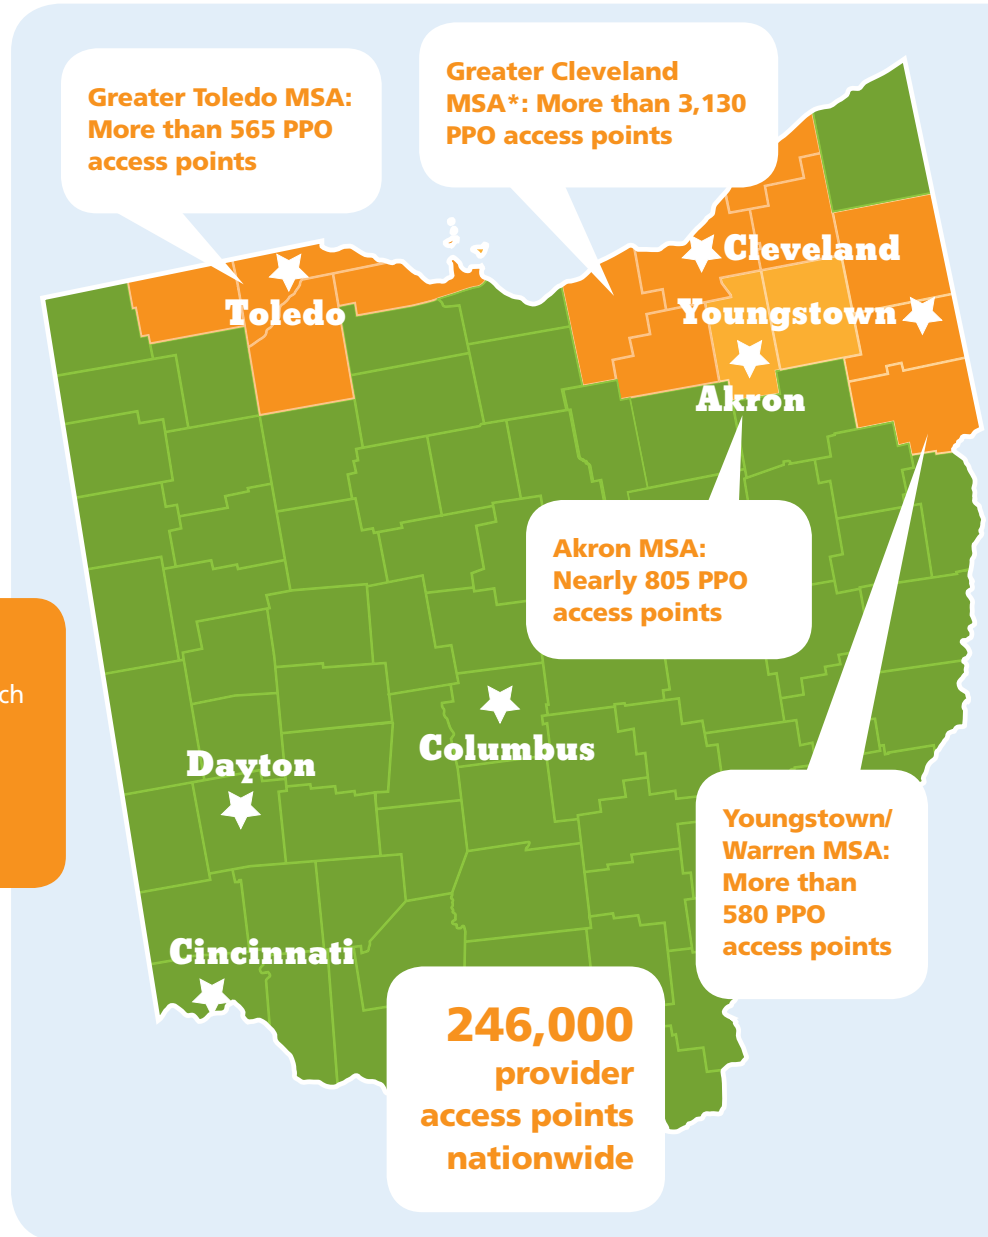 Greater Toledo MSA:
More than 565 PPO
access points
Greater Cleveland
MSA*: More than 3,130
PPO access points
Cleveland
Toledo
Youngstown
Akron
Akron MSA:
Nearly 805 PPO
access points
ch
Columbus
Dayton
Youngstown/
Warren MSA:
More than
580 PPO
access points
Cincinnati
246,000
provider
access points
nationwide